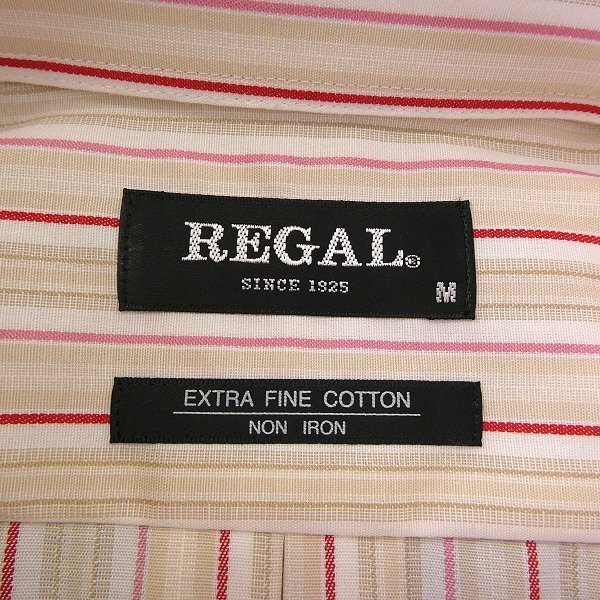 REGAL®
SINCE 1925
M
EXTRA FINE COTTON
NON IRON